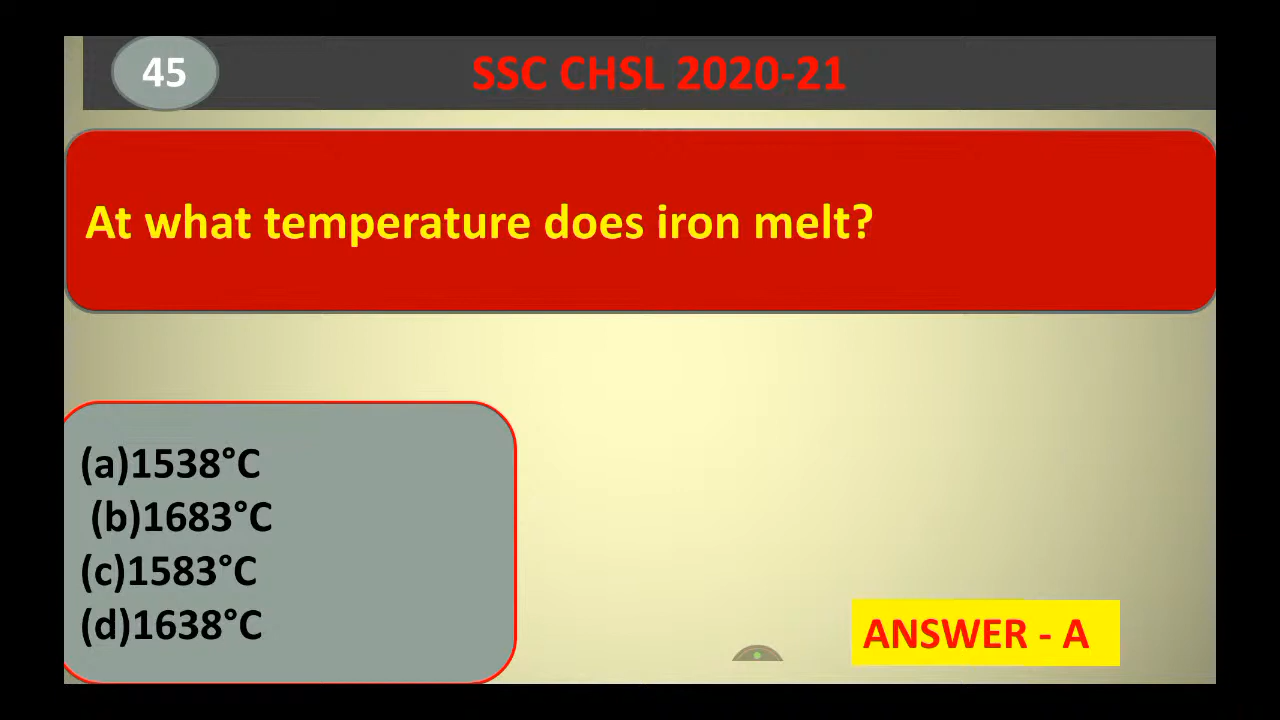 45
SSC CHSL 2020-21
At what temperature does iron melt?
(a)1538°C
(b)1683°C
(c)1583°C
(d)1638°C
ANSWER - A